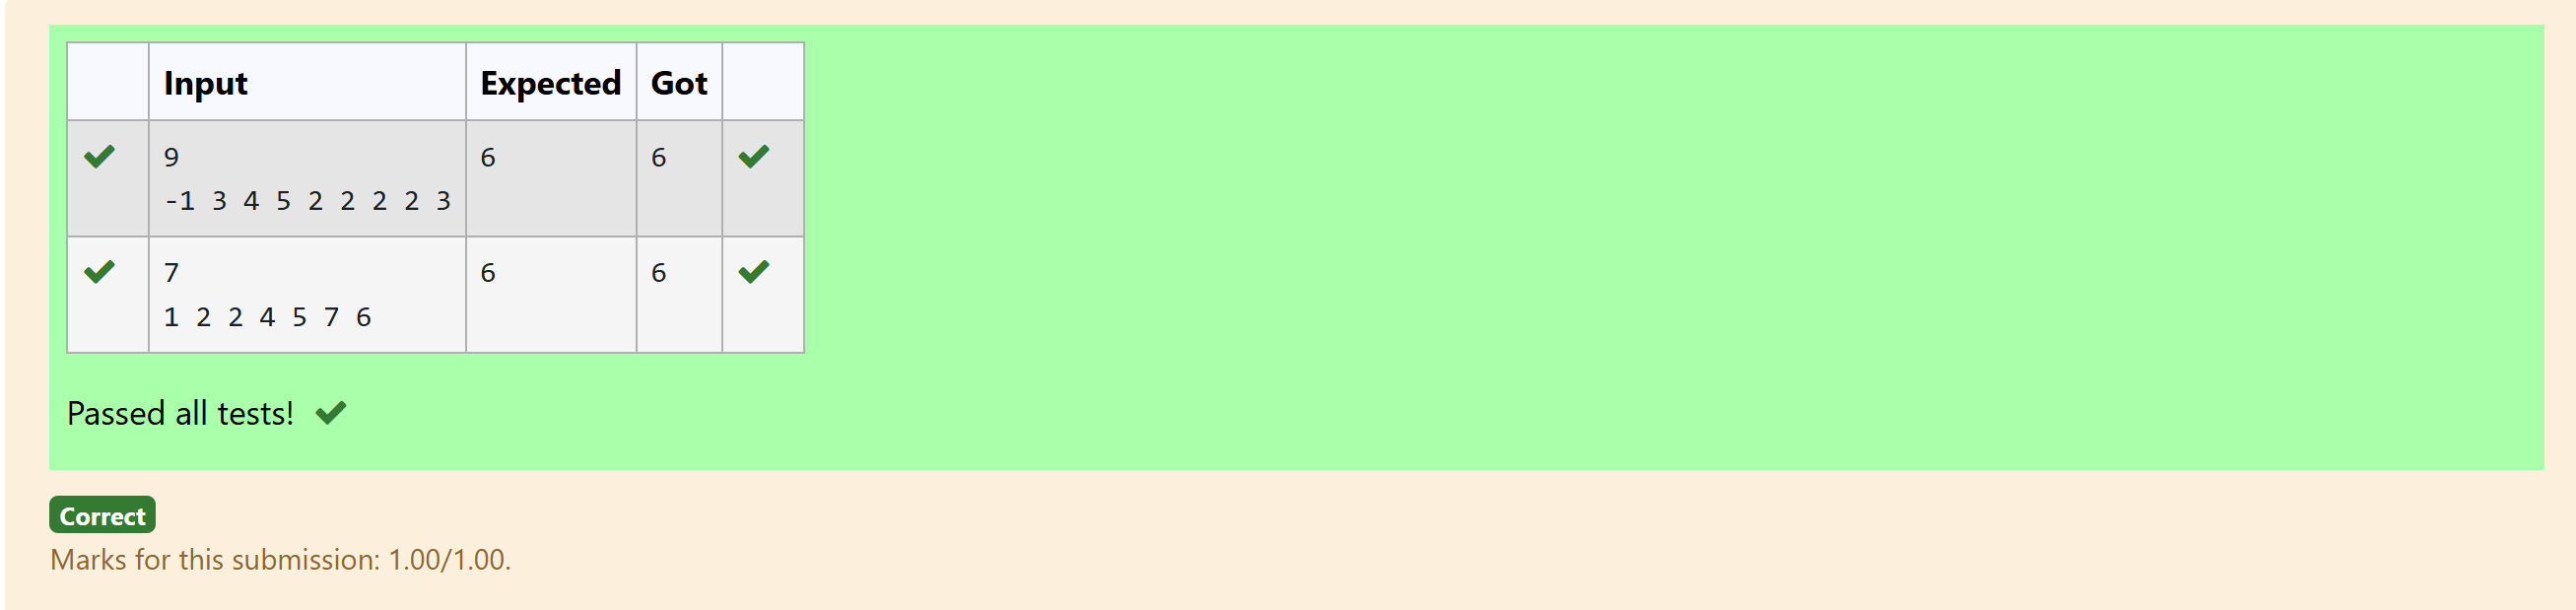 Input Expected Got
9 6 6
-1 3 4 5 2 2 2 2 3
7 6 6
1 2 2 4 5 7 6
Passed all tests!
Correct
Marks for this submission: 1.00/1.00.